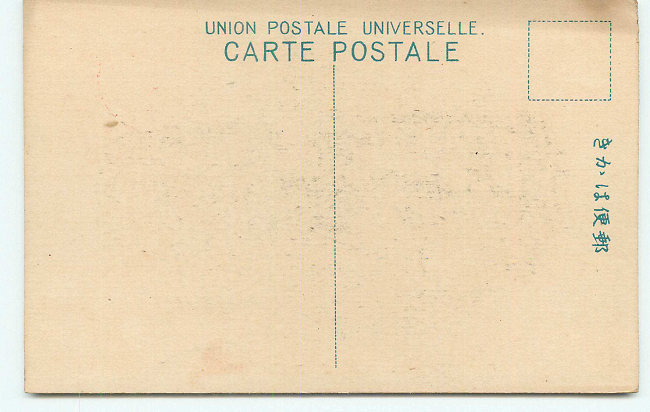 UNION POSTALE UNIVERSELLE.
CARTE POSTALE
きかは便郵